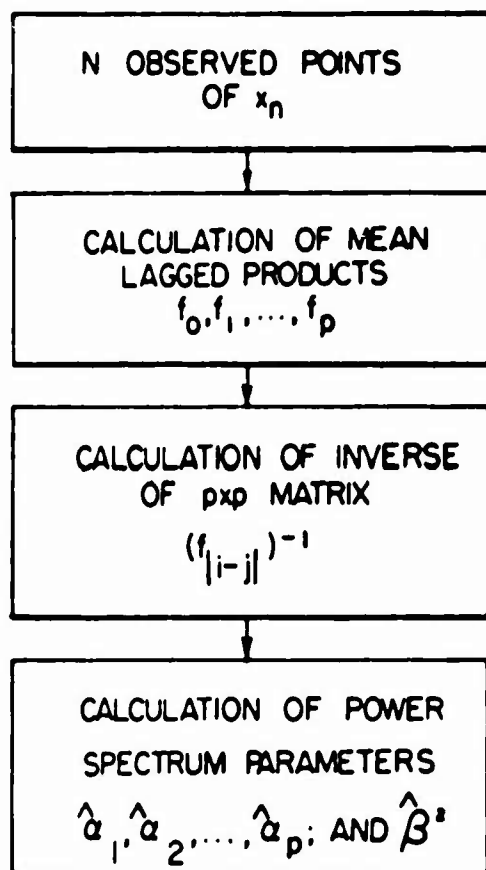 N OBSERVED POINTS
OF xₙ
CALCULATION OF MEAN
LAGGED PRODUCTS
f₀, f₁, ..., fₚ
CALCULATION OF INVERSE
OF pxp MATRIX
(f|i-j|)⁻¹
CALCULATION OF POWER
SPECTRUM PARAMETERS
α̂₁, α̂₂, ..., α̂ₚ; AND β̂²